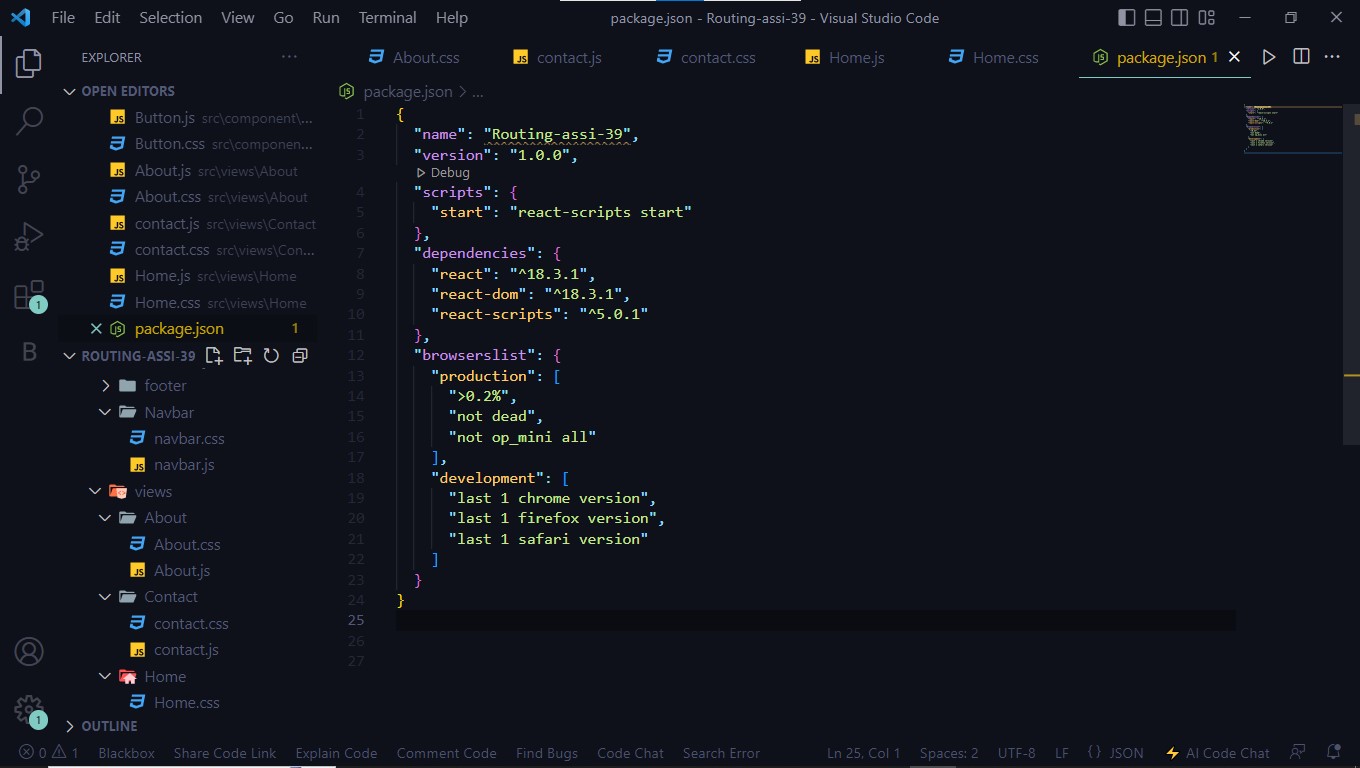 File Edit Selection View Go Run Terminal Help package.json - Routing-assi-39 - Visual Studio Code
EXPLORER
About.css contact.js contact.css Home.js Home.css package.json 1
OPEN EDITORS
Button.js src\component\...
Button.css src\componen...
About.js src\views\About
About.css src\views\About
contact.js src\views\Contact
contact.css src\views\Con...
Home.js src\views\Home
Home.css src\views\Home
package.json 1
ROUTING-ASSI-39
footer
Navbar
navbar.css
navbar.js
views
About
About.css
About.js
Contact
contact.css
contact.js
Home
Home.css
OUTLINE
1
B
1
package.json > ...
1 {
2 "name": "Routing-assi-39",
3 "version": "1.0.0",
Debug
4 "scripts": {
5 "start": "react-scripts start"
6 },
7 "dependencies": {
8 "react": "^18.3.1",
9 "react-dom": "^18.3.1",
10 "react-scripts": "^5.0.1"
11 },
12 "browserslist": {
13 "production": [
14 ">0.2%",
15 "not dead",
16 "not op_mini all"
17 ],
18 "development": [
19 "last 1 chrome version",
20 "last 1 firefox version",
21 "last 1 safari version"
22 ]
23 }
24 }
25
26
27
0 1 Blackbox Share Code Link Explain Code Comment Code Find Bugs Code Chat Search Error Ln 25, Col 1 Spaces: 2 UTF-8 LF {} JSON AI Code Chat